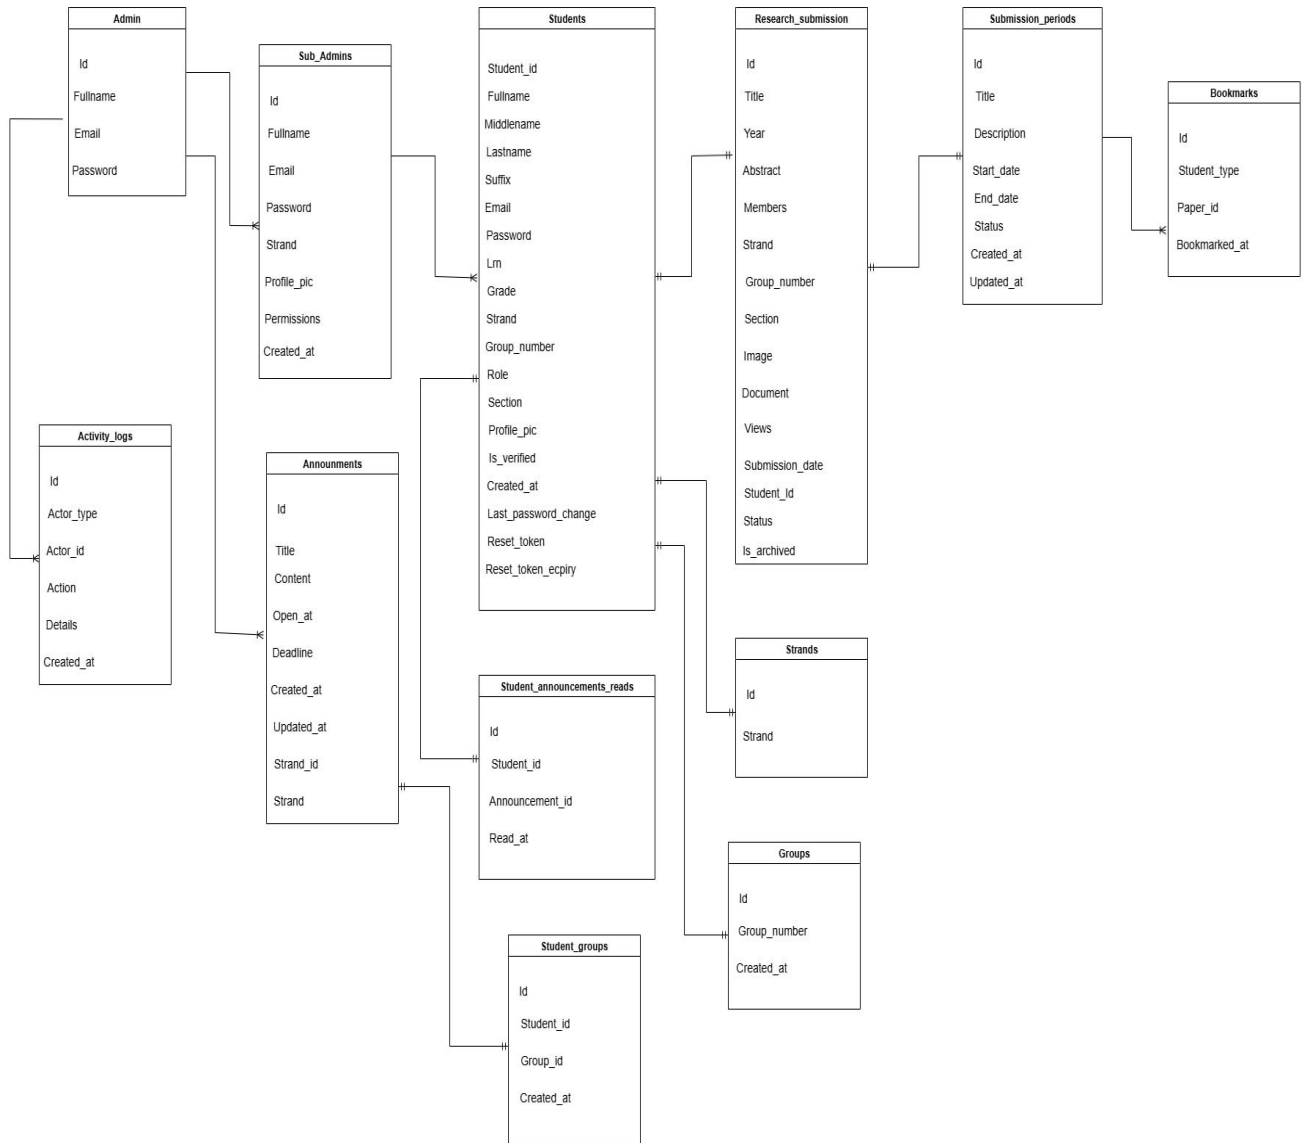 Admin
Id
Fullname
Email
Password
Sub_Admins
Id
Fullname
Email
Password
Strand
Profile_pic
Permissions
Created_at
Students
Student_id
Fullname
Middlename
Lastname
Suffix
Email
Password
Lrn
Grade
Strand
Group_number
Role
Section
Profile_pic
Is_verified
Created_at
Last_password_change
Reset_token
Reset_token_ecpiry
Research_submission
Id
Title
Year
Abstract
Members
Strand
Group_number
Section
Image
Document
Views
Submission_date
Student_Id
Status
Is_archived
Submission_periods
Id
Title
Description
Start_date
End_date
Status
Created_at
Updated_at
Bookmarks
Id
Student_type
Paper_id
Bookmarked_at
Activity_logs
Id
Actor_type
Actor_id
Action
Details
Created_at
Announments
Id
Title
Content
Open_at
Deadline
Created_at
Updated_at
Strand_id
Strand
Student_announcements_reads
Id
Student_id
Announcement_id
Read_at
Strands
Id
Strand
Groups
Id
Group_number
Created_at
Student_groups
Id
Student_id
Group_id
Created_at